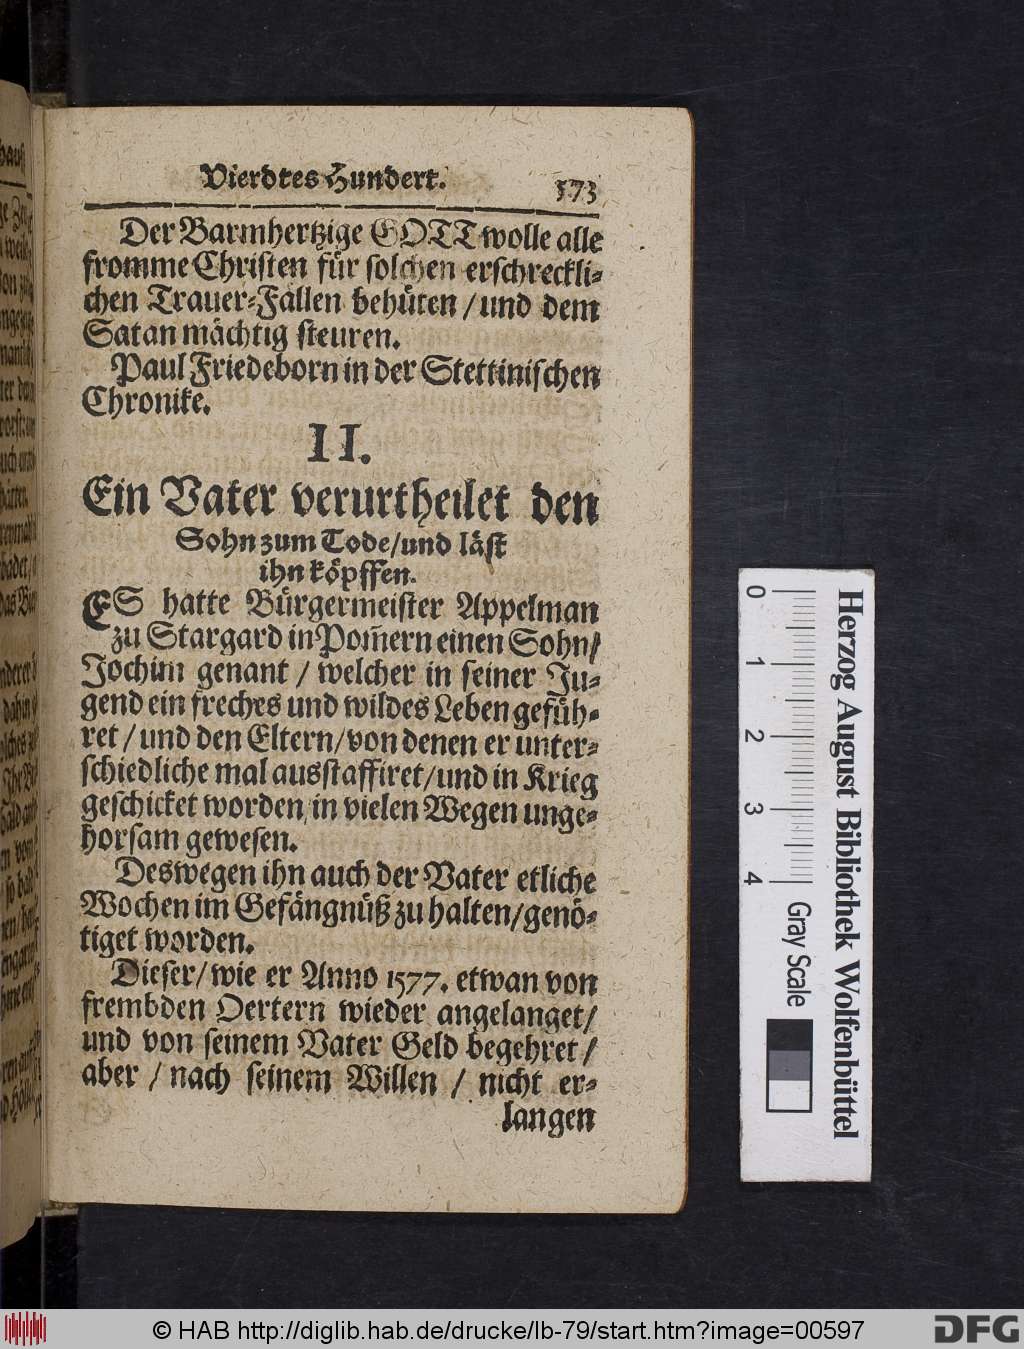 Vierdtes Hundert. 573
Der Barmhertzige GOTT wolle alle
fromme Christen für solchen erschreckli-
chen Trauer-Fällen behüten / und dem
Satan mächtig steuren.
Paul Friedeborn in der Stettinischen
Chronike.
II.
Ein Vater verurtheilet den
Sohn zum Tode / und läst
ihn köpffen.
ES hatte Bürgermeister Appelman
zu Stargard in Pom̃ern einen Sohn /
Jochim genant / welcher in seiner Ju-
gend ein freches und wildes Leben gefüh-
ret / und den Eltern / von denen er unter-
schiedliche mal ausstaffiret / und in Krieg
geschicket worden, in vielen Wegen unge-
horsam gewesen.
Deswegen ihn auch der Vater etliche
Wochen im Gefängnüß zu halten / genö-
tiget worden.
Dieser / wie er Anno 1577. etwan von
frembden Oertern wieder angelanget /
und von seinem Vater Geld begehret /
aber / nach seinem Willen / nicht er-
langen
0 1 2 3 4
Gray Scale
Herzog August Bibliothek Wolfenbüttel
© HAB http://diglib.hab.de/drucke/lb-79/start.htm?image=00597
DFG